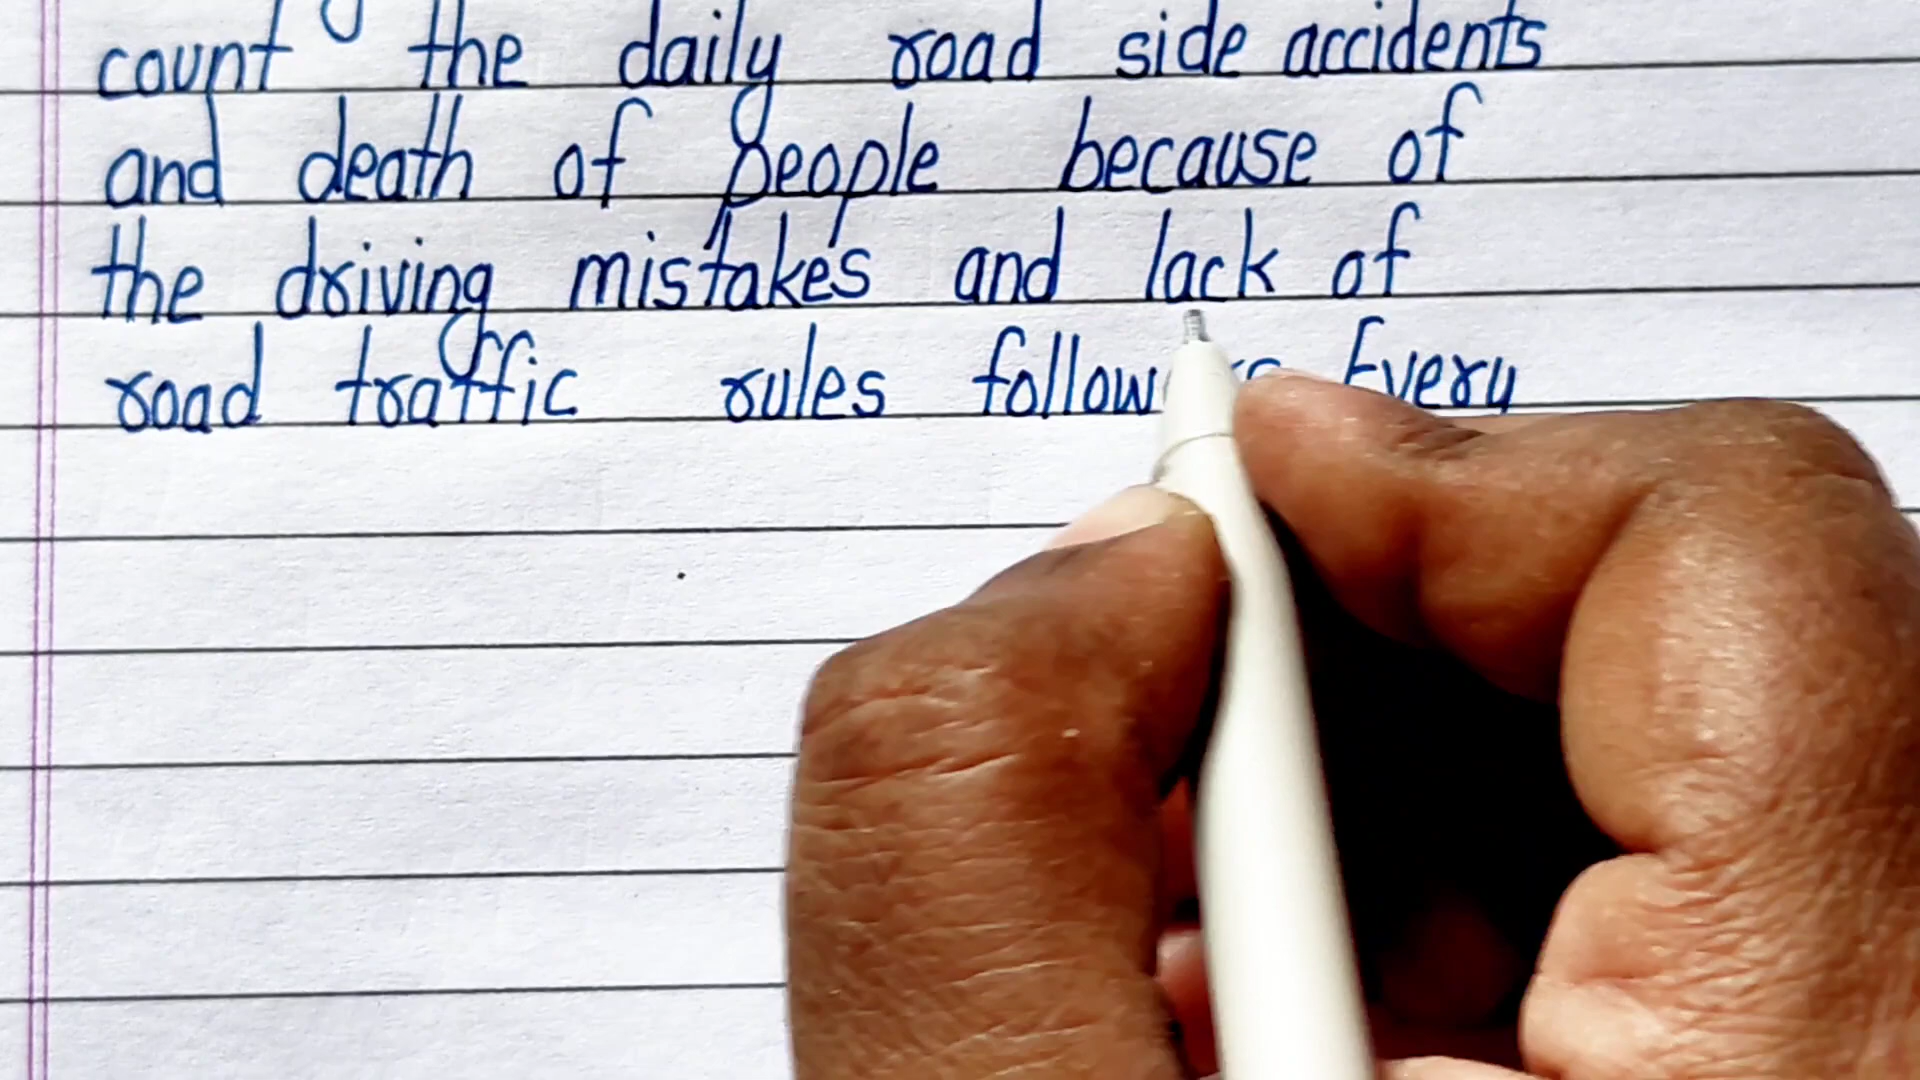 count the daily road side accidents
and death of people because of
the driving mistakes and lack of
road traffic rules Every